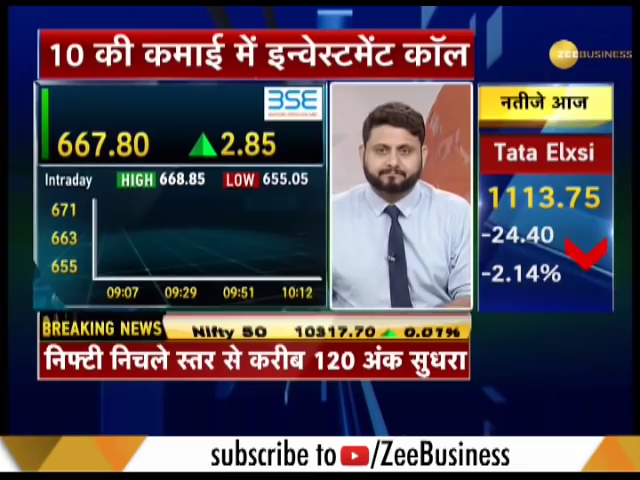 10 की कमाई में इन्वेस्टमेंट कॉल
ZEEBUSINESS
BSE
667.80 ▲ 2.85
Intraday HIGH 668.85 LOW 655.05
671
663
655
09:07 09:29 09:51 10:12
नतीजे आज
Tata Elxsi
1113.75
-24.40
-2.14%
BREAKING NEWS
Nifty 50 10317.70 ▲ 0.01%
निफ्टी निचले स्तर से करीब 120 अंक सुधरा
subscribe to /ZeeBusiness